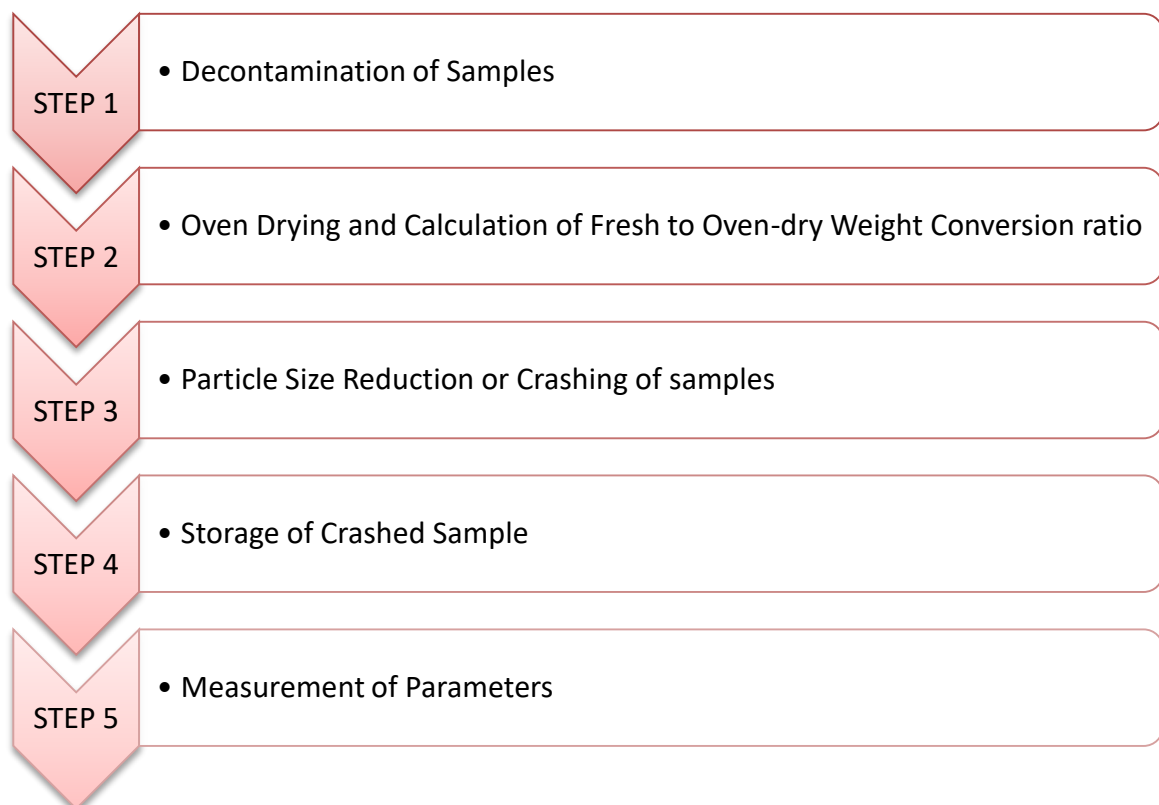 STEP 1
• Decontamination of Samples
STEP 2
• Oven Drying and Calculation of Fresh to Oven-dry Weight Conversion ratio
STEP 3
• Particle Size Reduction or Crashing of samples
STEP 4
• Storage of Crashed Sample
STEP 5
• Measurement of Parameters